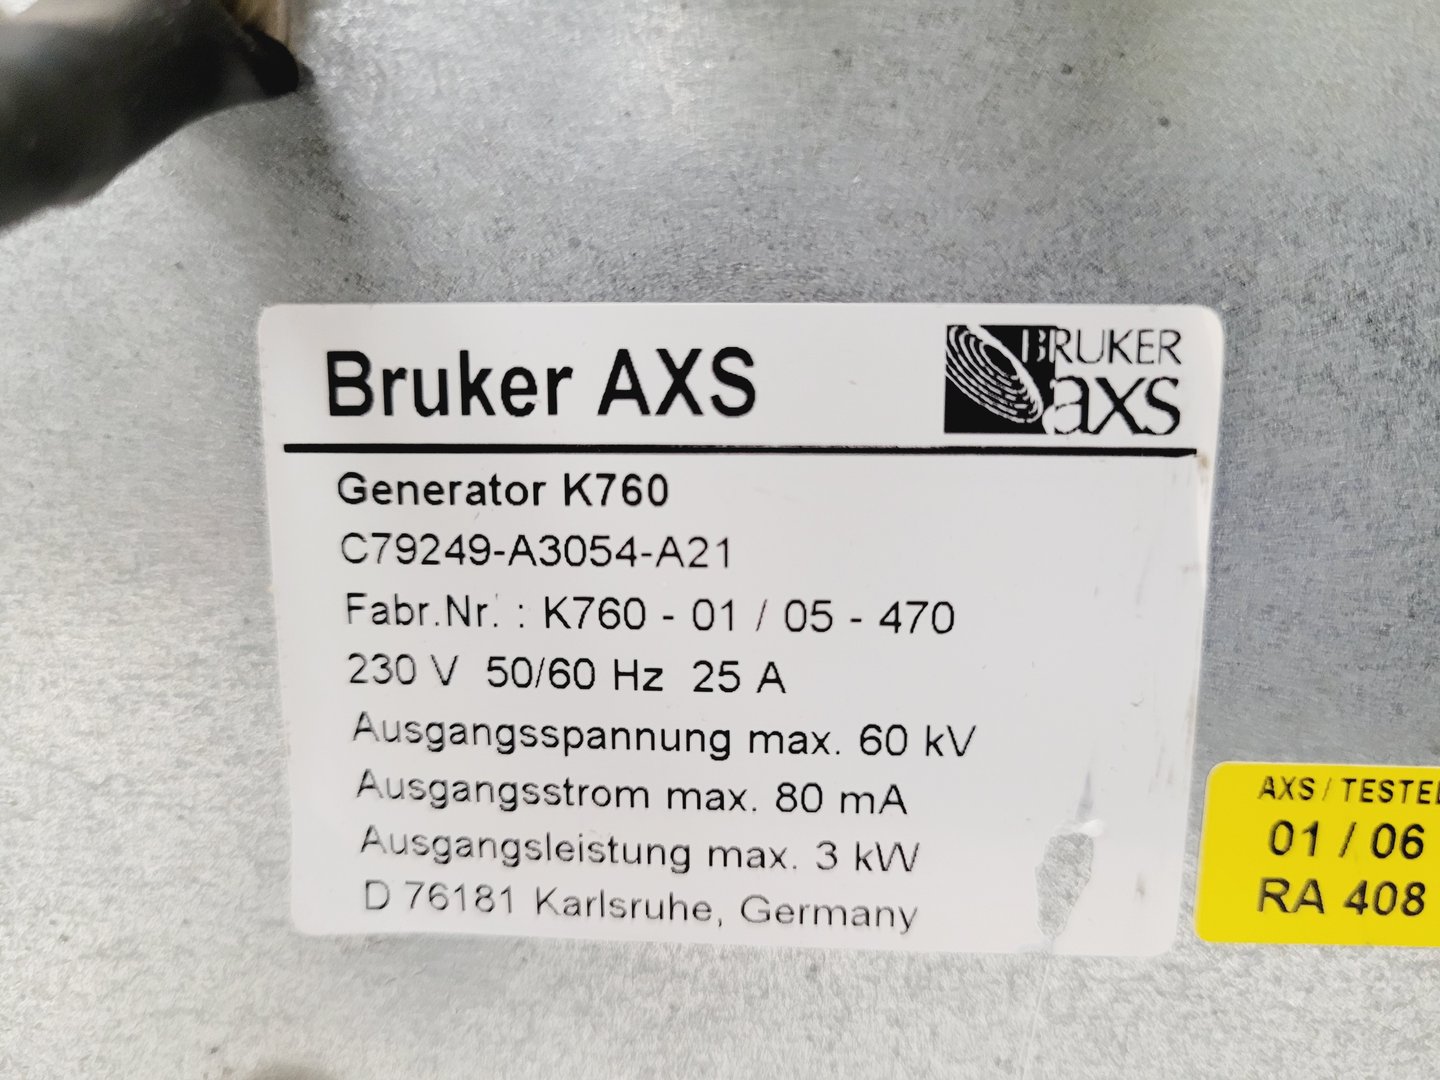 Bruker AXS
BRUKER
axs
Generator K760
C79249-A3054-A21
Fabr.Nr. : K760 - 01 / 05 - 470
230 V 50/60 Hz 25 A
Ausgangsspannung max. 60 kV
Ausgangsstrom max. 80 mA
Ausgangsleistung max. 3 kW
D 76181 Karlsruhe, Germany
AXS / TESTED
01 / 06
RA 408